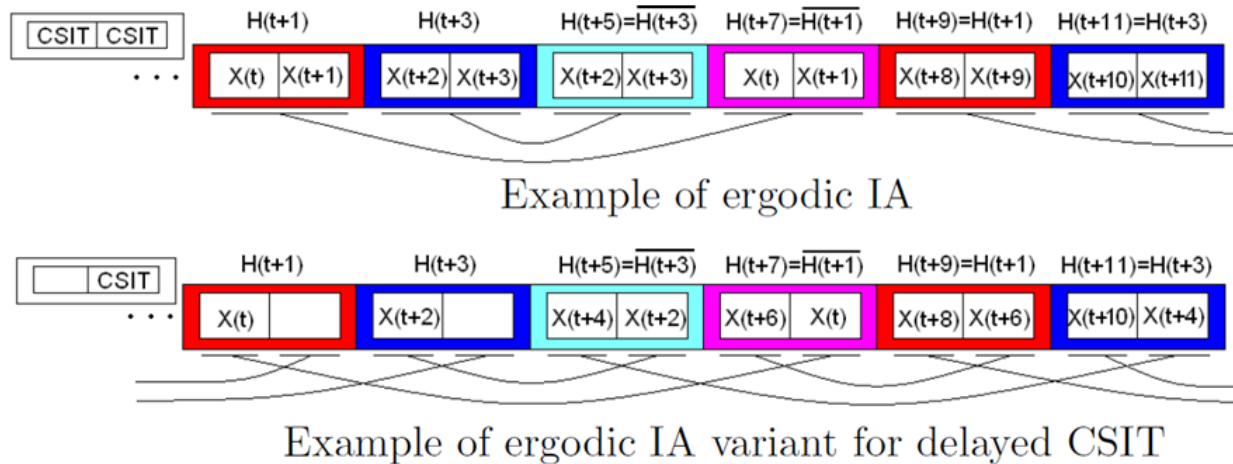 H(t+1) H(t+3) H(t+5)=H̅(̅t̅+̅3̅)̅ H(t+7)=H̅(̅t̅+̅1̅)̅ H(t+9)=H(t+1) H(t+11)=H(t+3)
CSIT CSIT
... X(t) X(t+1) X(t+2) X(t+3) X(t+2) X(t+3) X(t) X(t+1) X(t+8) X(t+9) X(t+10) X(t+11)
Example of ergodic IA
H(t+1) H(t+3) H(t+5)=H̅(̅t̅+̅3̅)̅ H(t+7)=H̅(̅t̅+̅1̅)̅ H(t+9)=H(t+1) H(t+11)=H(t+3)
CSIT
... X(t) X(t+2) X(t+4) X(t+2) X(t+6) X(t) X(t+8) X(t+6) X(t+10) X(t+4)
Example of ergodic IA variant for delayed CSIT